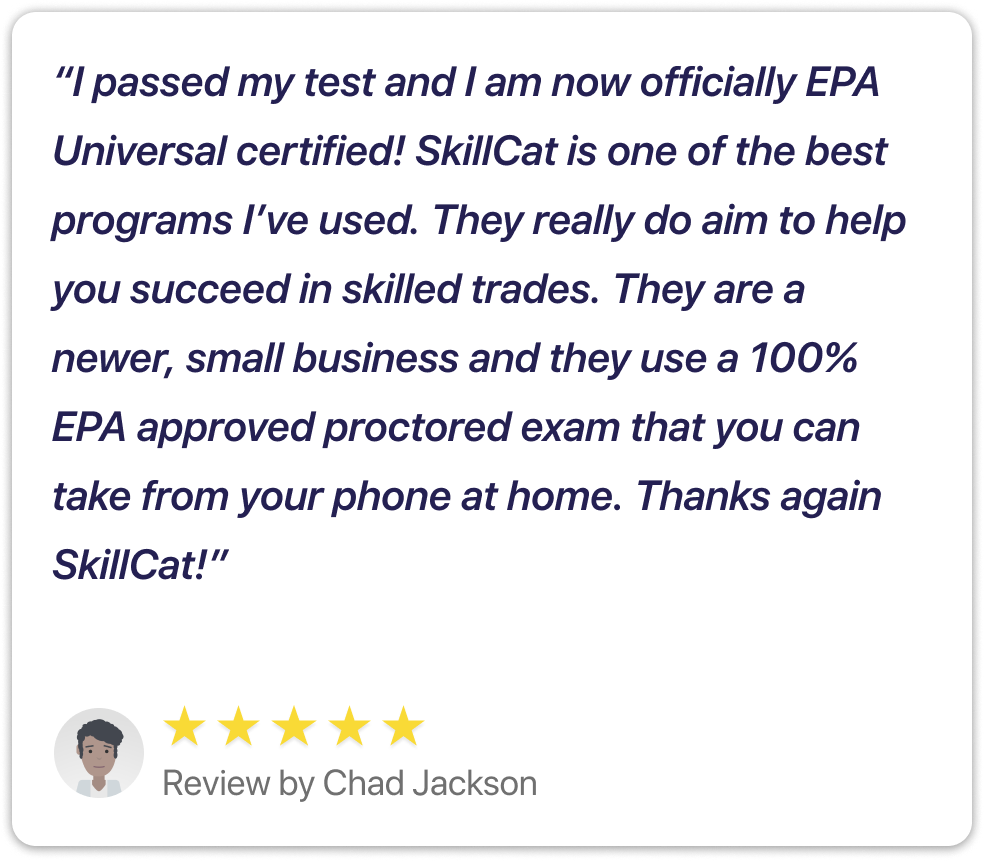 “I passed my test and I am now officially EPA
Universal certified! SkillCat is one of the best
programs I’ve used. They really do aim to help
you succeed in skilled trades. They are a
newer, small business and they use a 100%
EPA approved proctored exam that you can
take from your phone at home. Thanks again
SkillCat!”
Review by Chad Jackson